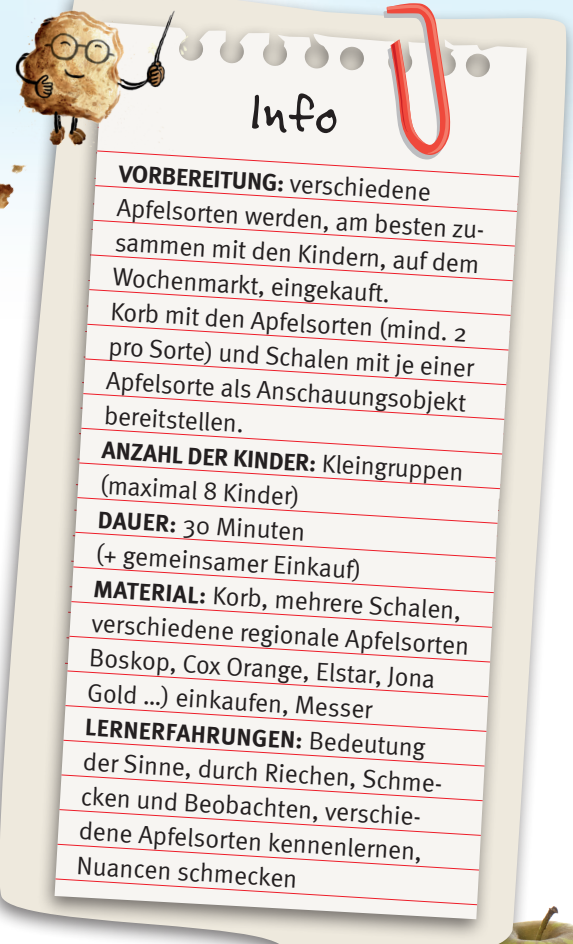 Info
VORBEREITUNG: verschiedene
Apfelsorten werden, am besten zu-
sammen mit den Kindern, auf dem
Wochenmarkt, eingekauft.
Korb mit den Apfelsorten (mind. 2
pro Sorte) und Schalen mit je einer
Apfelsorte als Anschauungsobjekt
bereitstellen.
ANZAHL DER KINDER: Kleingruppen
(maximal 8 Kinder)
DAUER: 30 Minuten
(+ gemeinsamer Einkauf)
MATERIAL: Korb, mehrere Schalen,
verschiedene regionale Apfelsorten
Boskop, Cox Orange, Elstar, Jona
Gold ...) einkaufen, Messer
LERNERFAHRUNGEN: Bedeutung
der Sinne, durch Riechen, Schme-
cken und Beobachten, verschie-
dene Apfelsorten kennenlernen,
Nuancen schmecken